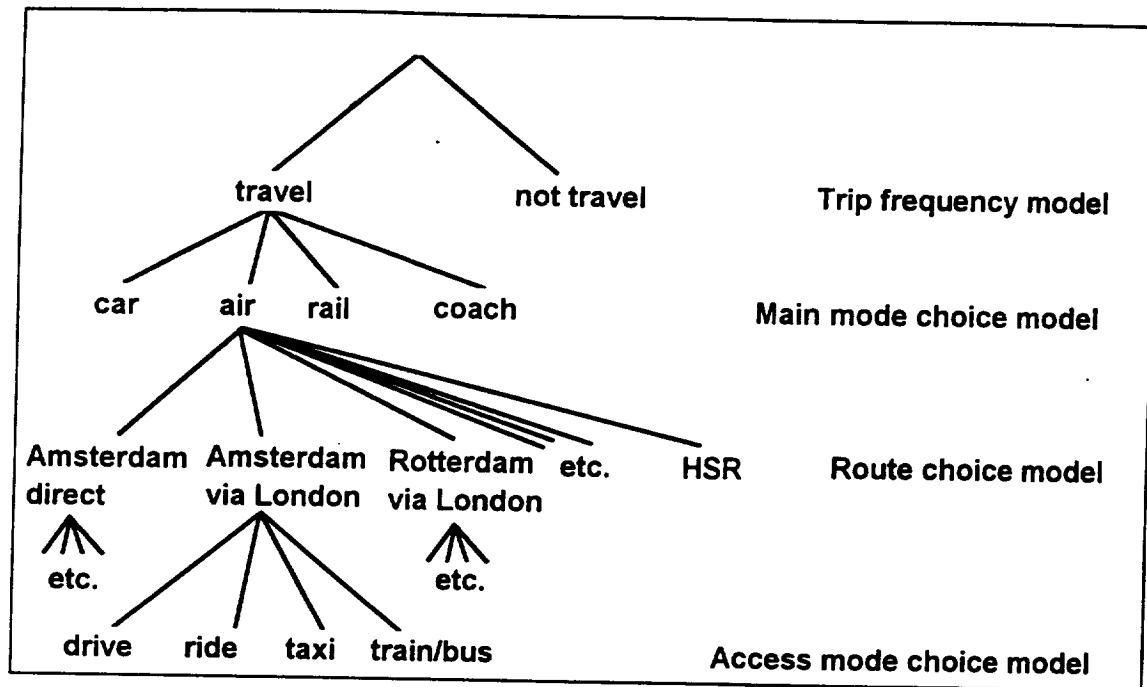 travel not travel Trip frequency model
car air rail coach Main mode choice model
Amsterdam Amsterdam Rotterdam etc. HSR Route choice model
direct via London via London
etc. etc.
drive ride taxi train/bus Access mode choice model